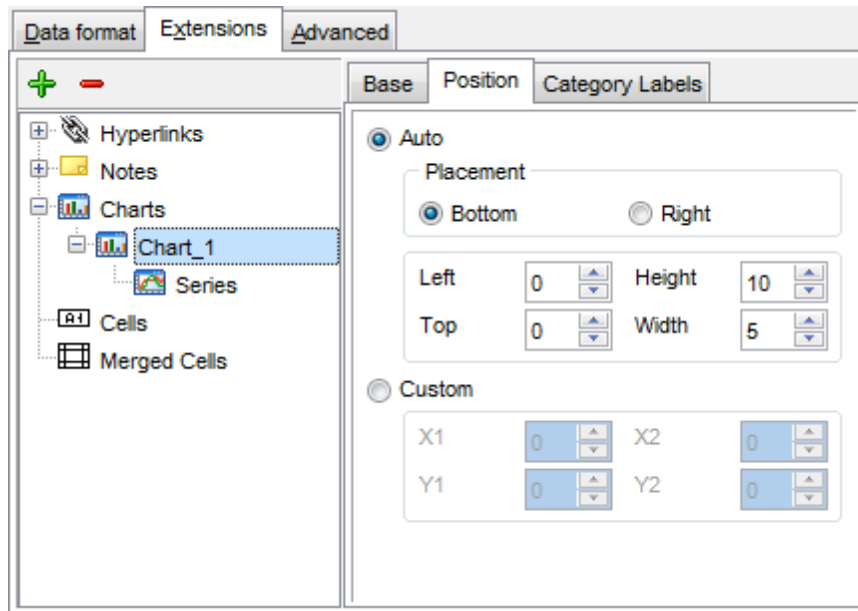 Data format Extensions Advanced
Base Position Category Labels
Hyperlinks
Notes
Charts
Chart_1
Series
A1 Cells
Merged Cells
Auto
Placement
Bottom Right
Left 0 Height 10
Top 0 Width 5
Custom
X1 0 X2 0
Y1 0 Y2 0